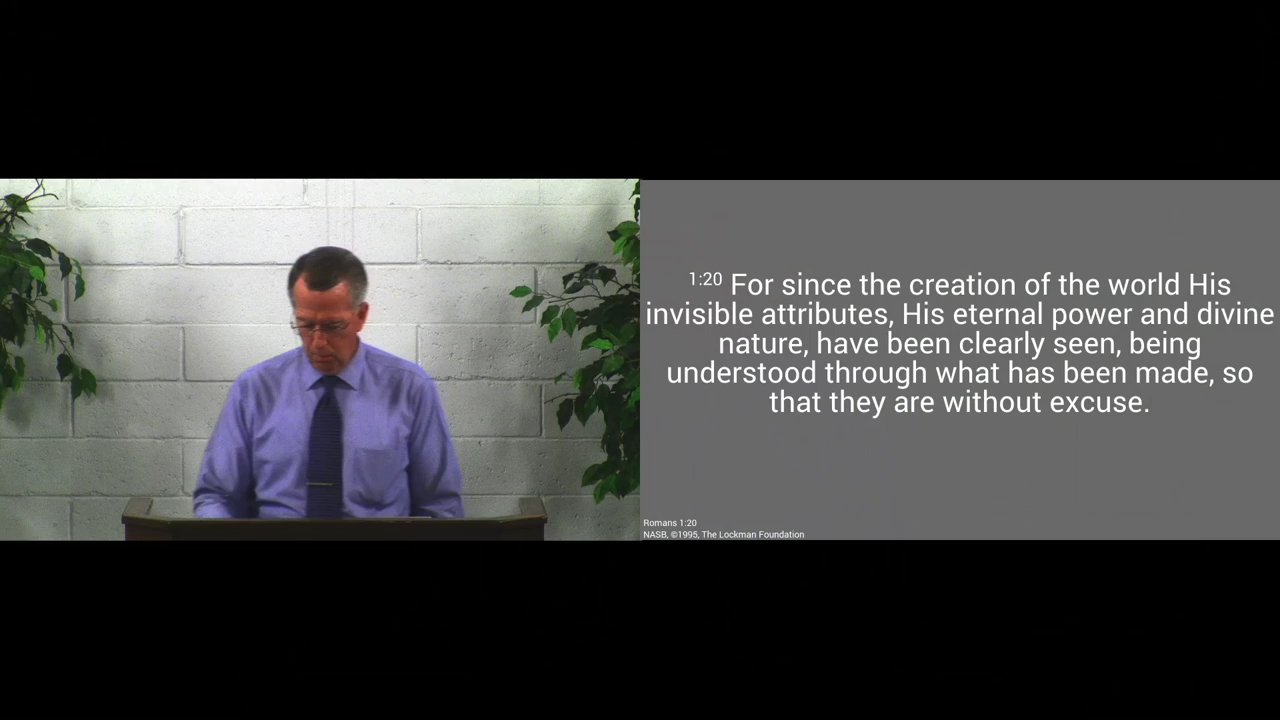 1:20 For since the creation of the world His
invisible attributes, His eternal power and divine
nature, have been clearly seen, being
understood through what has been made, so
that they are without excuse.
Romans 1:20
NASB, ©1995, The Lockman Foundation